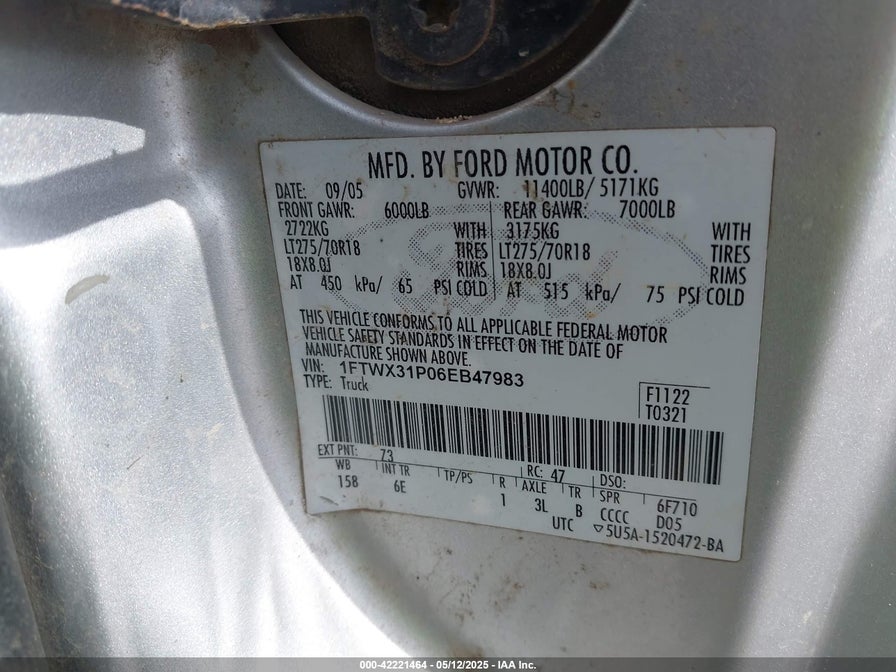 MFD. BY FORD MOTOR CO.
DATE: 09/05 GVWR: 11400LB/ 5171KG
FRONT GAWR: 6000LB REAR GAWR: 7000LB
2722KG WITH 3175KG WITH
LT275/70R18 TIRES LT275/70R18 TIRES
18X8.0J RIMS 18X8.0J RIMS
AT 450 kPa/ 65 PSI COLD AT 515 kPa/ 75 PSI COLD
THIS VEHICLE CONFORMS TO ALL APPLICABLE FEDERAL MOTOR
VEHICLE SAFETY STANDARDS IN EFFECT ON THE DATE OF
MANUFACTURE SHOWN ABOVE.
VIN: 1FTWX31P06EB47983
TYPE: Truck
F1122
T0321
EXT PNT: 73 RC: 47 DSO:
WB INT TR TP/PS R AXLE TR SPR 6F710
158 6E 1 3L B CCCC D05
UTC ▽5U5A-1520472-BA
Ford
000-42221464 - 05/12/2025 - IAA Inc.